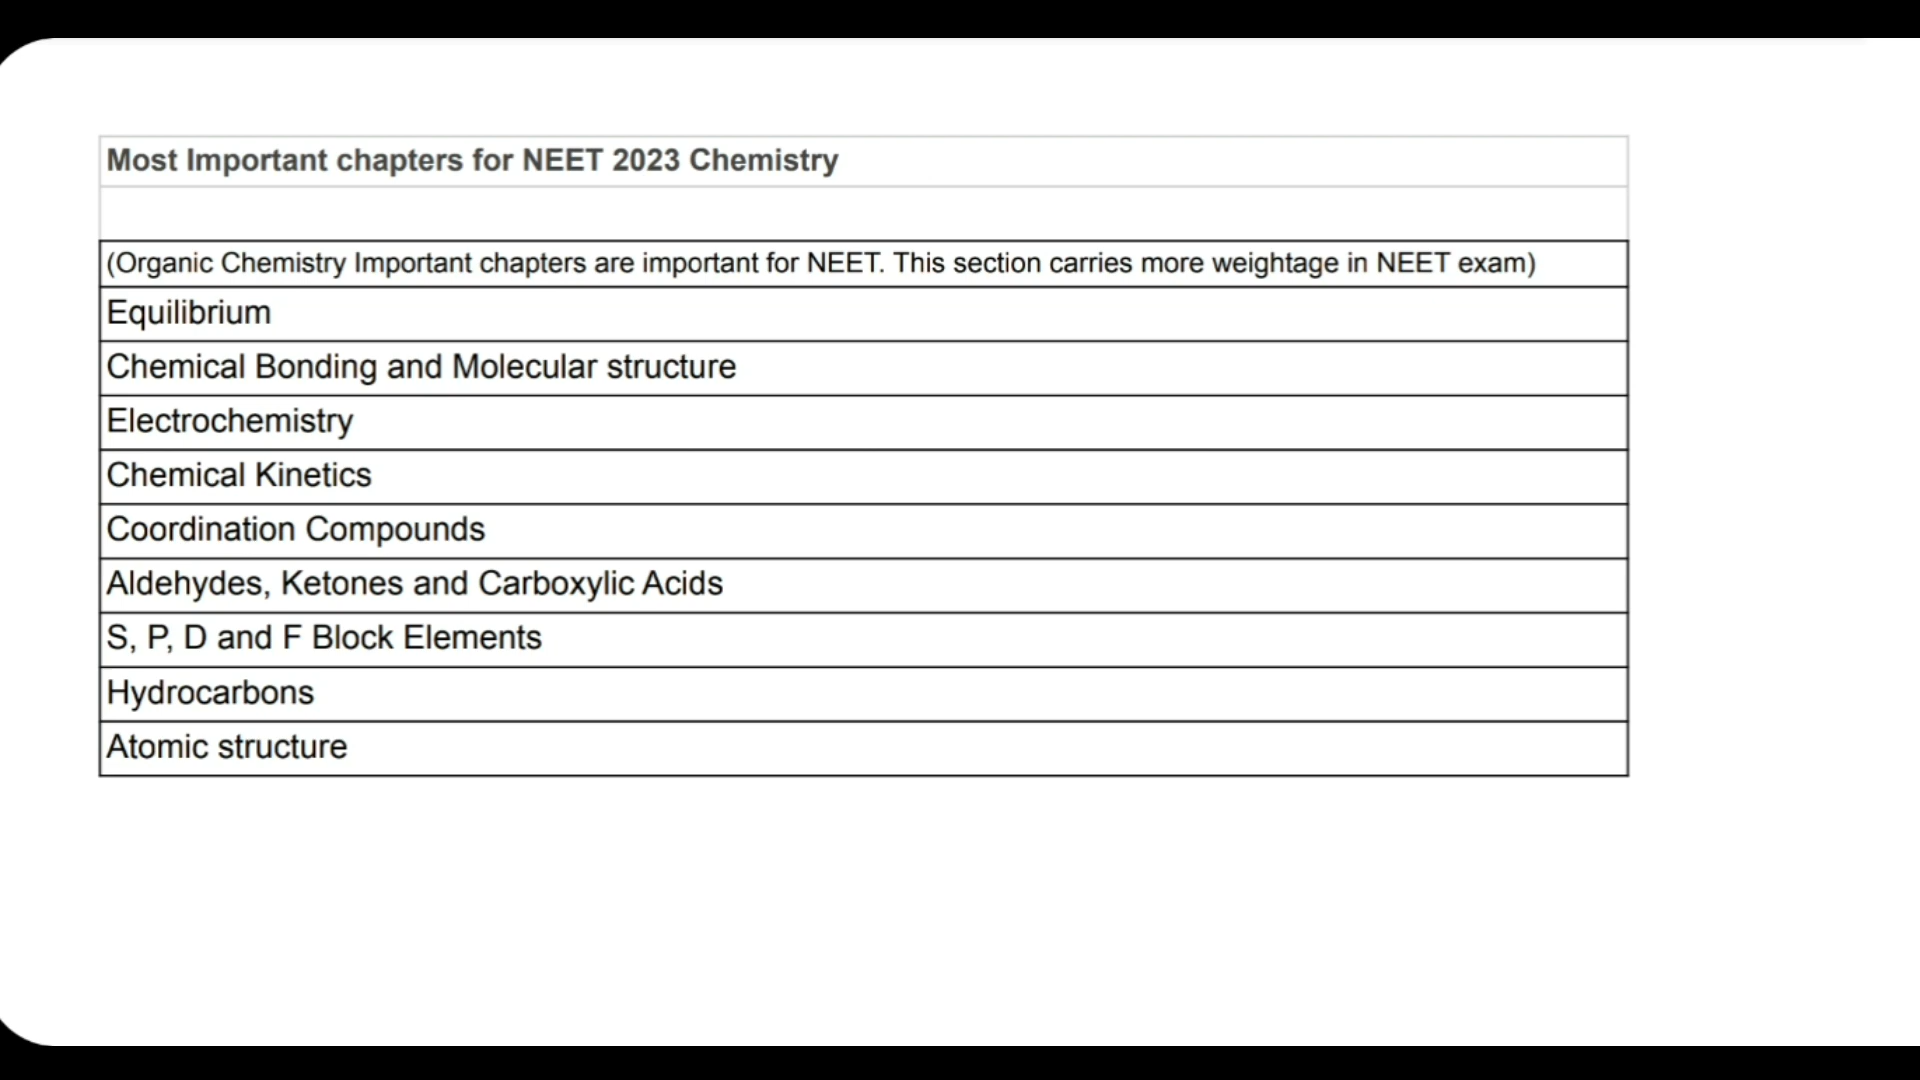 Most Important chapters for NEET 2023 Chemistry
(Organic Chemistry Important chapters are important for NEET. This section carries more weightage in NEET exam)
Equilibrium
Chemical Bonding and Molecular structure
Electrochemistry
Chemical Kinetics
Coordination Compounds
Aldehydes, Ketones and Carboxylic Acids
S, P, D and F Block Elements
Hydrocarbons
Atomic structure